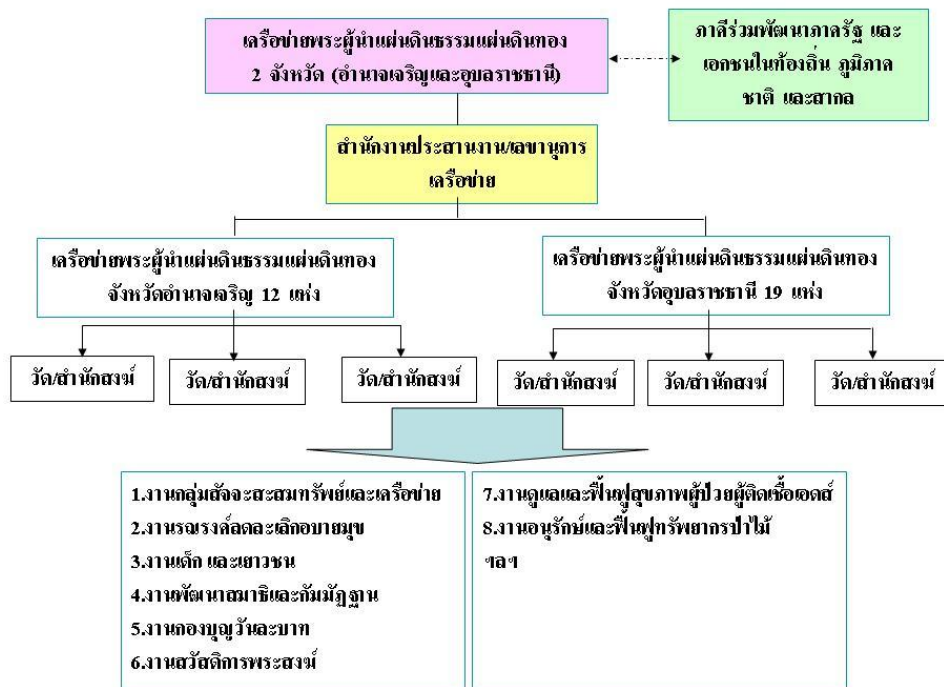 เครือข่ายพระผู้นำแผ่นดินธรรมแผ่นดินทอง
2 จังหวัด (อำนาจเจริญและอุบลราชธานี)
ภาคีร่วมพัฒนาภาครัฐ และ
เอกชนในท้องถิ่น ภูมิภาค
ชาติ และสากล
สำนักงานประสานงาน/เลขานุการ
เครือข่าย
เครือข่ายพระผู้นำแผ่นดินธรรมแผ่นดินทอง
จังหวัดอำนาจเจริญ 12 แห่ง
เครือข่ายพระผู้นำแผ่นดินธรรมแผ่นดินทอง
จังหวัดอุบลราชธานี 19 แห่ง
วัด/สำนักสงฆ์
วัด/สำนักสงฆ์
วัด/สำนักสงฆ์
วัด/สำนักสงฆ์
วัด/สำนักสงฆ์
วัด/สำนักสงฆ์
1.งานกลุ่มสัจจะสะสมทรัพย์และเครือข่าย
2.งานรณรงค์ลดละเลิกอบายมุข
3.งานเด็ก และเยาวชน
4.งานพัฒนาสมาธิและกัมมัฏฐาน
5.งานกองบุญวันละบาท
6.งานสวัสดิการพระสงฆ์
7.งานดูแลและฟื้นฟูสุขภาพผู้ป่วยผู้ติดเชื้อเอดส์
8.งานอนุรักษ์และฟื้นฟูทรัพยากรป่าไม้
ฯลฯ